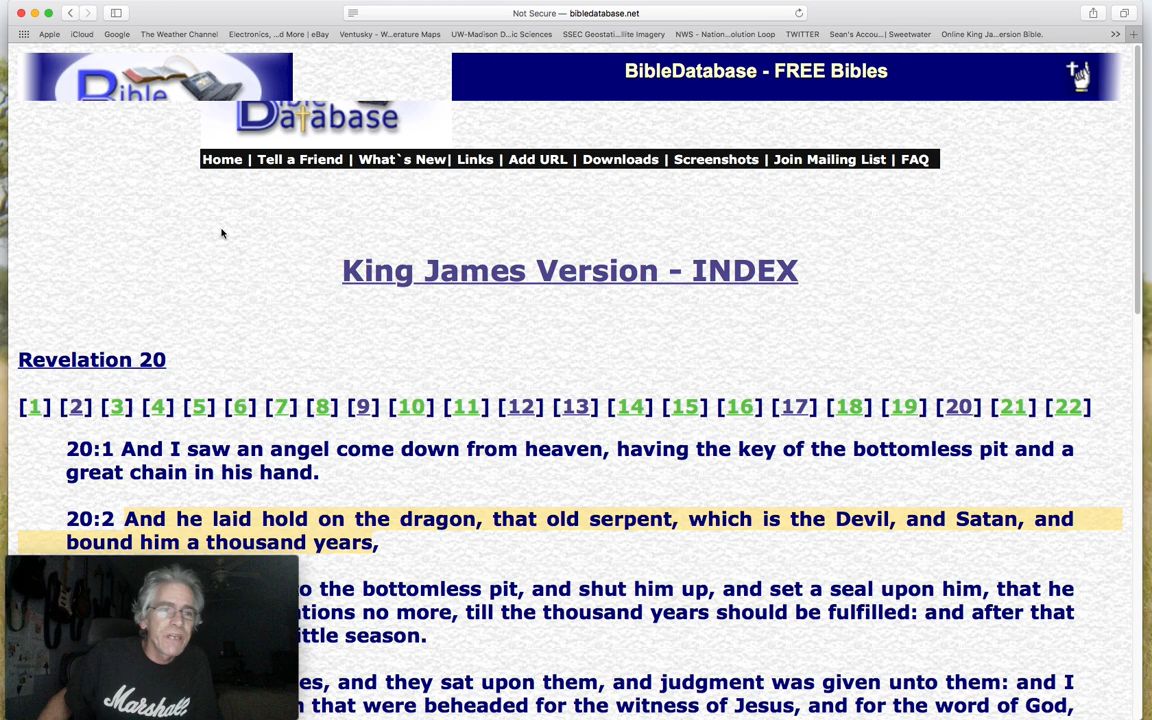 Not Secure — bibledatabase.net
Apple iCloud Google The Weather Channel Electronics, ...d More | eBay Ventusky - W...erature Maps UW-Madison D...ic Sciences SSEC Geostati...llite Imagery NWS - Nation...olution Loop TWITTER Sean's Accou...| Sweetwater Online King Ja...ersion Bible. >>
Bible
BibleDatabase - FREE Bibles
Database
Home | Tell a Friend | What`s New| Links | Add URL | Downloads | Screenshots | Join Mailing List | FAQ
King James Version - INDEX
Revelation 20
[1] [2] [3] [4] [5] [6] [7] [8] [9] [10] [11] [12] [13] [14] [15] [16] [17] [18] [19] [20] [21] [22]
20:1 And I saw an angel come down from heaven, having the key of the bottomless pit and a
great chain in his hand.
20:2 And he laid hold on the dragon, that old serpent, which is the Devil, and Satan, and
bound him a thousand years,
the bottomless pit, and shut him up, and set a seal upon him, that he
no more, till the thousand years should be fulfilled: and after that
season.
and they sat upon them, and judgment was given unto them: and I
that were beheaded for the witness of Jesus, and for the word of God,
Marshall